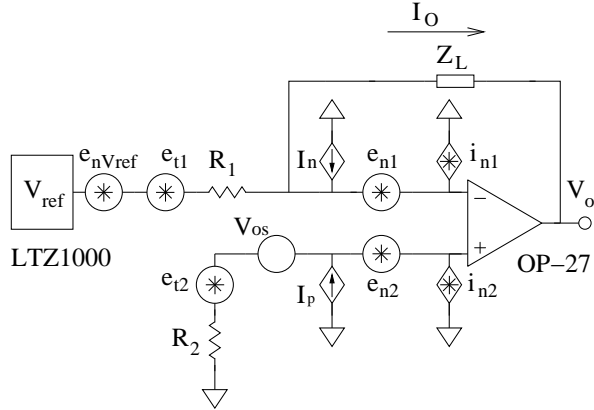 I_O
Z_L
e_nVref
e_t1
R_1
I_n
e_n1
i_n1
V_ref
−
V_o
LTZ1000
V_os
+
OP−27
e_t2
I_p
e_n2
i_n2
R_2